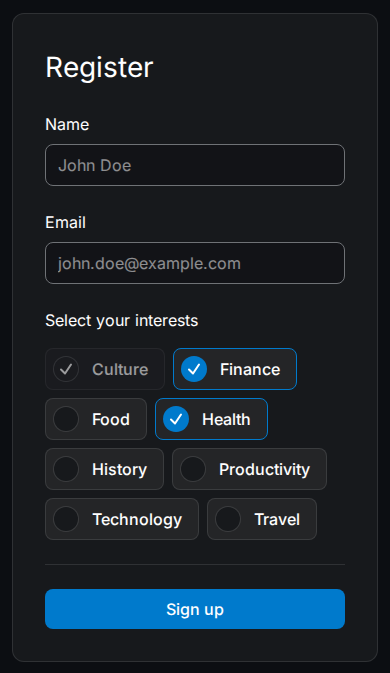 Register
Name
John Doe
Email
john.doe@example.com
Select your interests
Culture
Finance
Food
Health
History
Productivity
Technology
Travel
Sign up